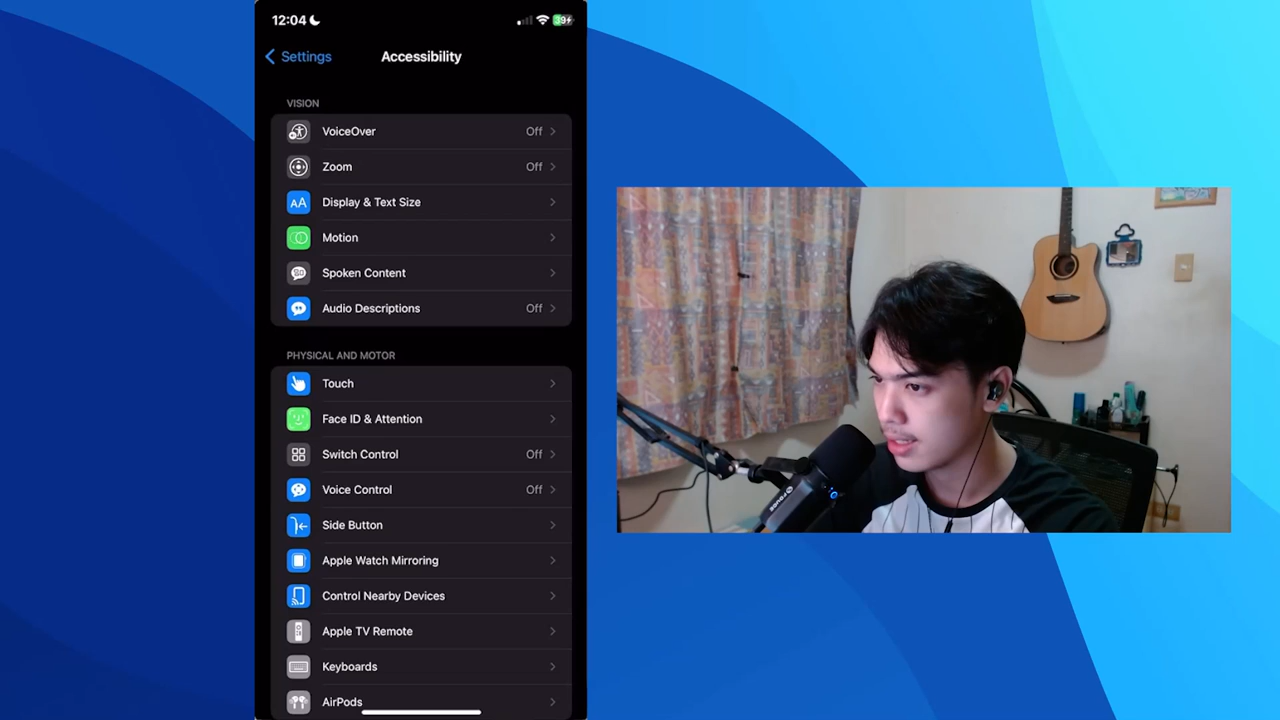 12:04
39
Settings
Accessibility
VISION
VoiceOver Off
Zoom Off
Display & Text Size
Motion
Spoken Content
Audio Descriptions Off
PHYSICAL AND MOTOR
Touch
Face ID & Attention
Switch Control Off
Voice Control Off
Side Button
Apple Watch Mirroring
Control Nearby Devices
Apple TV Remote
Keyboards
AirPods